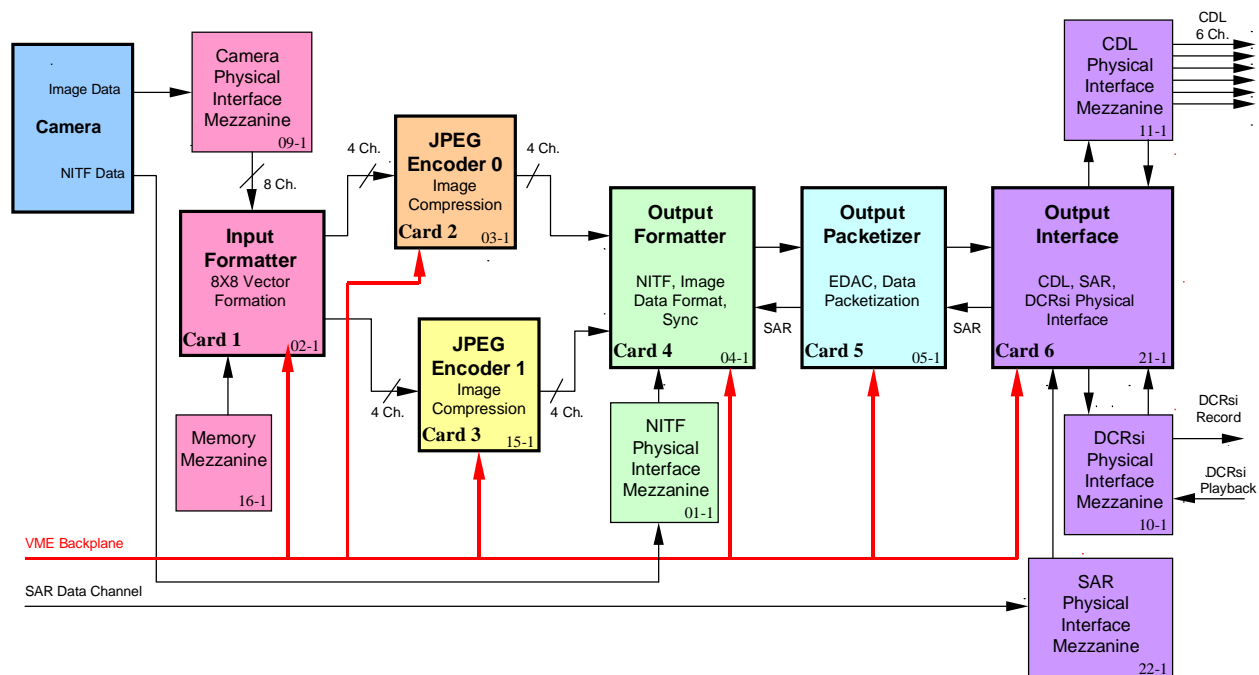 CDL
6 Ch.
Camera
Physical
Interface
Mezzanine
09-1
CDL
Physical
Interface
Mezzanine
11-1
Image Data
Camera
NITF Data
8 Ch.
4 Ch.
JPEG
Encoder 0
Image
Compression
Card 2
03-1
4 Ch.
Input
Formatter
8X8 Vector
Formation
Card 1
02-1
Output
Formatter
NITF, Image
Data Format,
Sync
Card 4
04-1
SAR
Output
Packetizer
EDAC, Data
Packetization
Card 5
05-1
SAR
Output
Interface
CDL, SAR,
DCRsi Physical
Interface
Card 6
21-1
4 Ch.
JPEG
Encoder 1
Image
Compression
Card 3
15-1
4 Ch.
Memory
Mezzanine
16-1
NITF
Physical
Interface
Mezzanine
01-1
DCRsi
Physical
Interface
Mezzanine
10-1
DCRsi
Record
DCRsi
Playback
VME Backplane
SAR Data Channel
SAR
Physical
Interface
Mezzanine
22-1